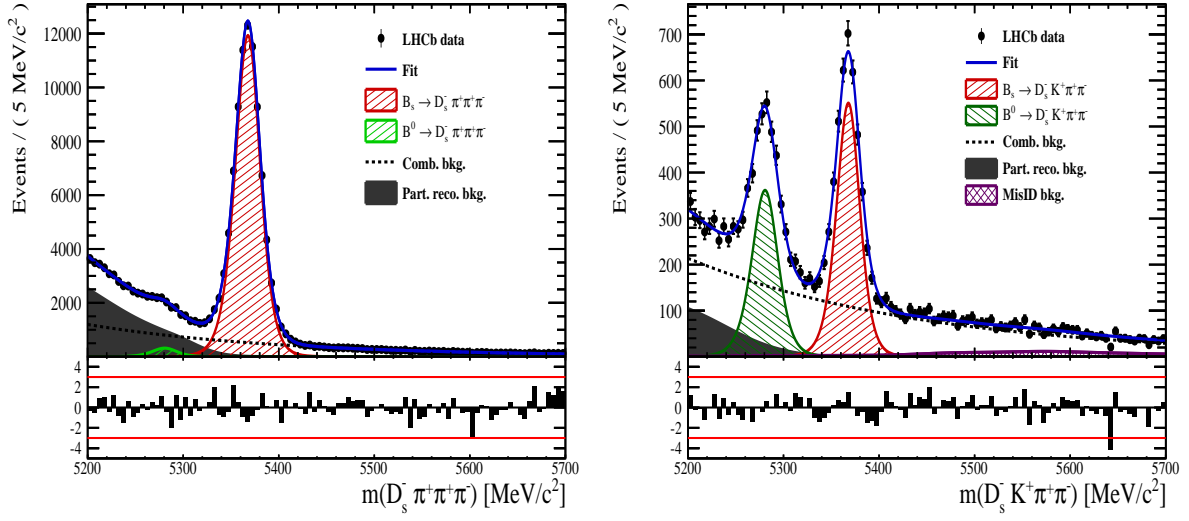 Events / ( 5 MeV/c²)
12000
10000
8000
6000
4000
2000
LHCb data
Fit
Bₛ → Dₛ⁻ π⁺π⁺π⁻
B⁰ → Dₛ⁻ π⁺π⁺π⁻
Comb. bkg.
Part. reco. bkg.
4
2
0
-2
-4
5200 5300 5400 5500 5600 5700
m(Dₛ⁻ π⁺π⁺π⁻) [MeV/c²]
Events / ( 5 MeV/c²)
700
600
500
400
300
200
100
LHCb data
Fit
Bₛ → Dₛ⁻ K⁺π⁺π⁻
B⁰ → Dₛ⁻ K⁺π⁺π⁻
Comb. bkg.
Part. reco. bkg.
MisID bkg.
4
2
0
-2
-4
5200 5300 5400 5500 5600 5700
m(Dₛ⁻ K⁺π⁺π⁻) [MeV/c²]